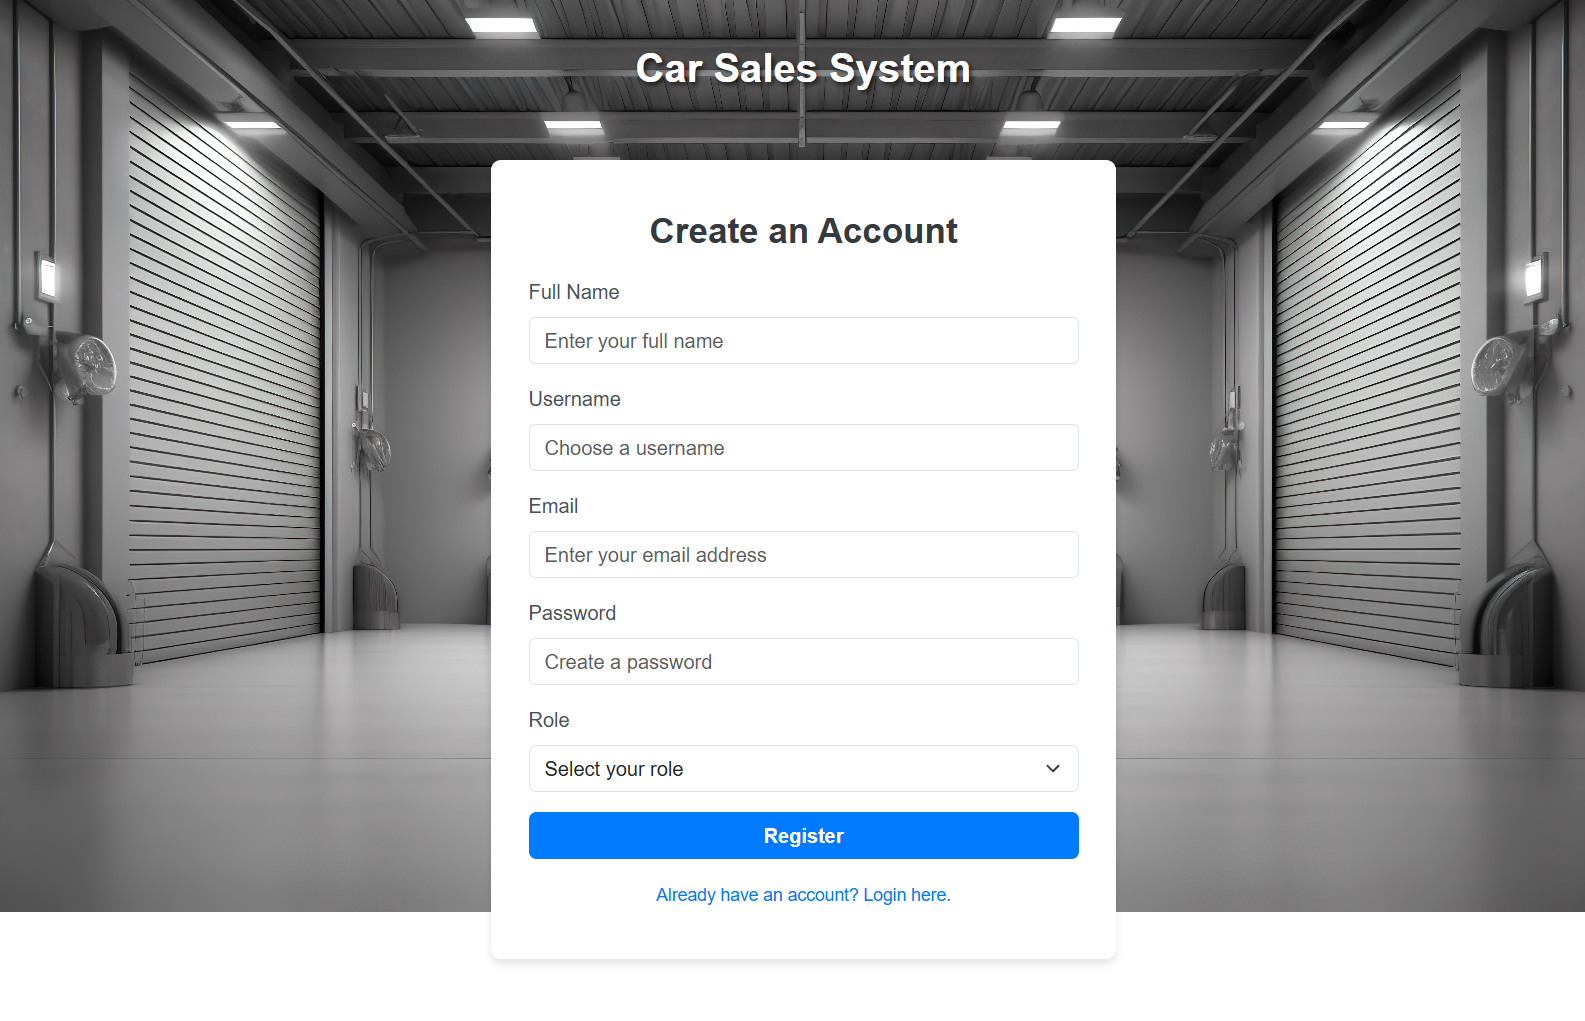 Car Sales System
Create an Account
Full Name
Enter your full name
Username
Choose a username
Email
Enter your email address
Password
Create a password
Role
Select your role
Register
Already have an account? Login here.